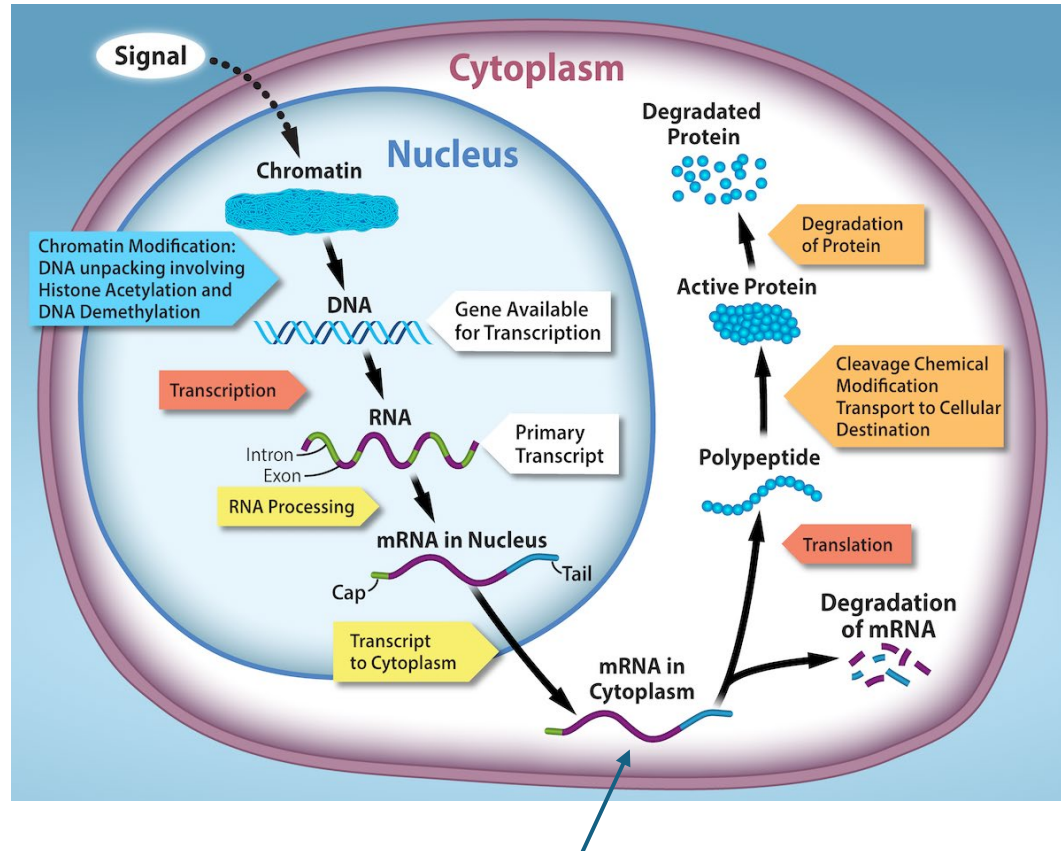 Signal
Cytoplasm
Nucleus
Chromatin
Chromatin Modification:
DNA unpacking involving
Histone Acetylation and
DNA Demethylation
DNA
Gene Available
for Transcription
Transcription
RNA
Intron
Exon
Primary
Transcript
RNA Processing
mRNA in Nucleus
Cap
Tail
Transcript
to Cytoplasm
mRNA in
Cytoplasm
Degradation
of mRNA
Translation
Polypeptide
Cleavage Chemical
Modification
Transport to Cellular
Destination
Active Protein
Degradation
of Protein
Degraded
Protein